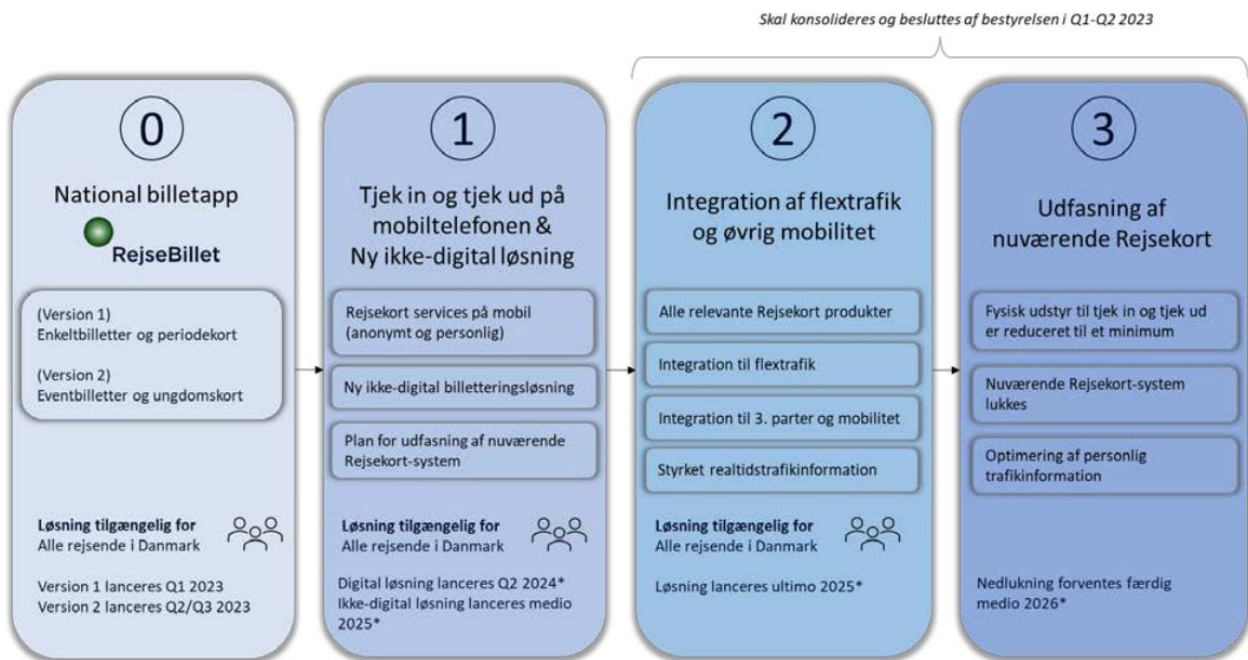 Skal konsolideres og besluttes af bestyrelsen i Q1-Q2 2023
0
National billetapp
RejseBillet
(Version 1)
Enkeltbilletter og periodekort
(Version 2)
Eventbilletter og ungdomskort
Løsning tilgængelig for
Alle rejsende i Danmark
Version 1 lanceres Q1 2023
Version 2 lanceres Q2/Q3 2023
1
Tjek in og tjek ud på
mobiltelefonen &
Ny ikke-digital løsning
Rejsekort services på mobil
(anonymt og personlig)
Ny ikke-digital billetteringsløsning
Plan for udfasning af nuværende
Rejsekort-system
Løsning tilgængelig for
Alle rejsende i Danmark
Digital løsning lanceres Q2 2024*
Ikke-digital løsning lanceres medio
2025*
2
Integration af flextrafik
og øvrig mobilitet
Alle relevante Rejsekort produkter
Integration til flextrafik
Integration til 3. parter og mobilitet
Styrket realtidstrafikinformation
Løsning tilgængelig for
Alle rejsende i Danmark
Løsning lanceres ultimo 2025*
3
Udfasning af
nuværende Rejsekort
Fysisk udstyr til tjek in og tjek ud
er reduceret til et minimum
Nuværende Rejsekort-system
lukkes
Optimering af personlig
trafikinformation
Nedlukning forventes færdig
medio 2026*